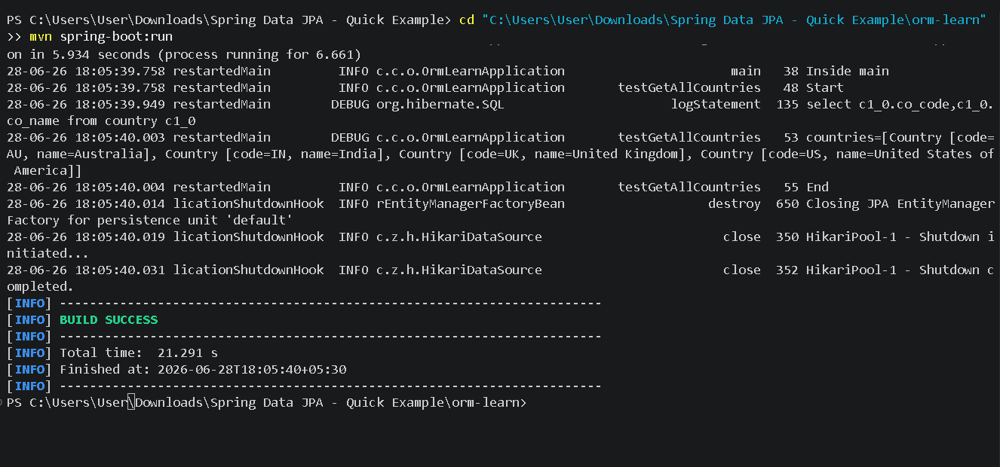 PS C:\Users\User\Downloads\Spring Data JPA - Quick Example> cd "C:\Users\User\Downloads\Spring Data JPA - Quick Example\orm-learn"
>> mvn spring-boot:run
on in 5.934 seconds (process running for 6.661)
28-06-26 18:05:39.758 restartedMain         INFO c.c.o.OrmLearnApplication                      main   38 Inside main
28-06-26 18:05:39.758 restartedMain         INFO c.c.o.OrmLearnApplication       testGetAllCountries   48 Start
28-06-26 18:05:39.949 restartedMain        DEBUG org.hibernate.SQL                      logStatement  135 select c1_0.co_code,c1_0.
co_name from country c1_0
28-06-26 18:05:40.003 restartedMain        DEBUG c.c.o.OrmLearnApplication       testGetAllCountries   53 countries=[Country [code=
AU, name=Australia], Country [code=IN, name=India], Country [code=UK, name=United Kingdom], Country [code=US, name=United States of
 America]]
28-06-26 18:05:40.004 restartedMain         INFO c.c.o.OrmLearnApplication       testGetAllCountries   55 End
28-06-26 18:05:40.014 licationShutdownHook  INFO rEntityManagerFactoryBean                   destroy  650 Closing JPA EntityManager
Factory for persistence unit 'default'
28-06-26 18:05:40.019 licationShutdownHook  INFO c.z.h.HikariDataSource                        close  350 HikariPool-1 - Shutdown i
nitiated...
28-06-26 18:05:40.031 licationShutdownHook  INFO c.z.h.HikariDataSource                        close  352 HikariPool-1 - Shutdown c
ompleted.
[INFO] ------------------------------------------------------------------------
[INFO] BUILD SUCCESS
[INFO] ------------------------------------------------------------------------
[INFO] Total time:  21.291 s
[INFO] Finished at: 2026-06-28T18:05:40+05:30
[INFO] ------------------------------------------------------------------------
PS C:\Users\User\Downloads\Spring Data JPA - Quick Example\orm-learn>